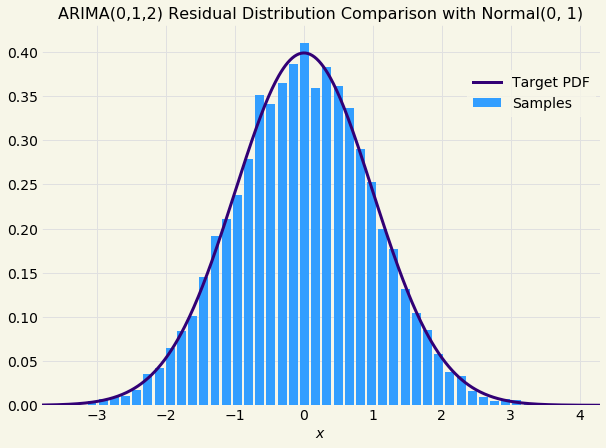 ARIMA(0,1,2) Residual Distribution Comparison with Normal(0, 1)
0.40
0.35
0.30
0.25
0.20
0.15
0.10
0.05
0.00
Target PDF
Samples
−3 −2 −1 0 1 2 3 4
x